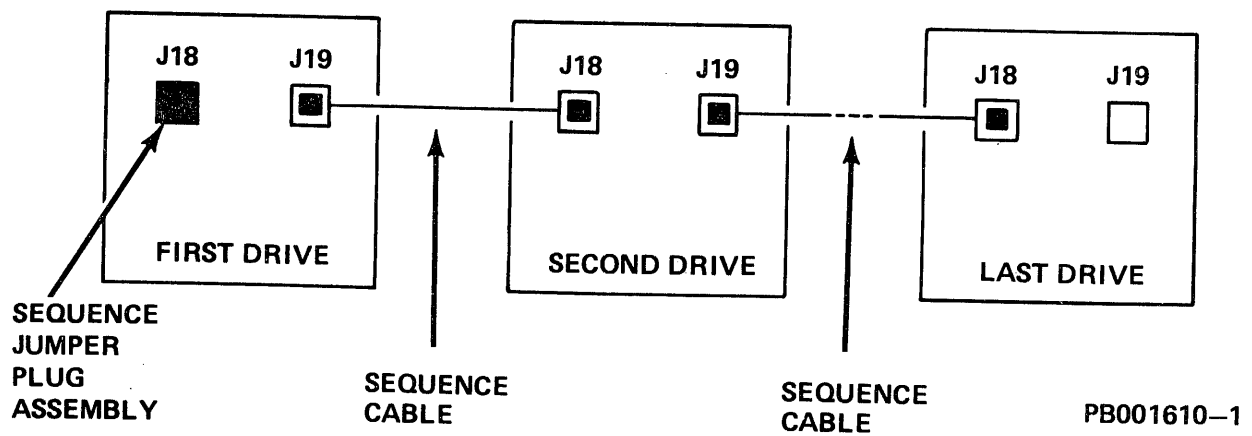 J18 J19
FIRST DRIVE
J18 J19
SECOND DRIVE
J18 J19
LAST DRIVE
SEQUENCE
JUMPER
PLUG
ASSEMBLY
SEQUENCE
CABLE
SEQUENCE
CABLE
PB001610–1